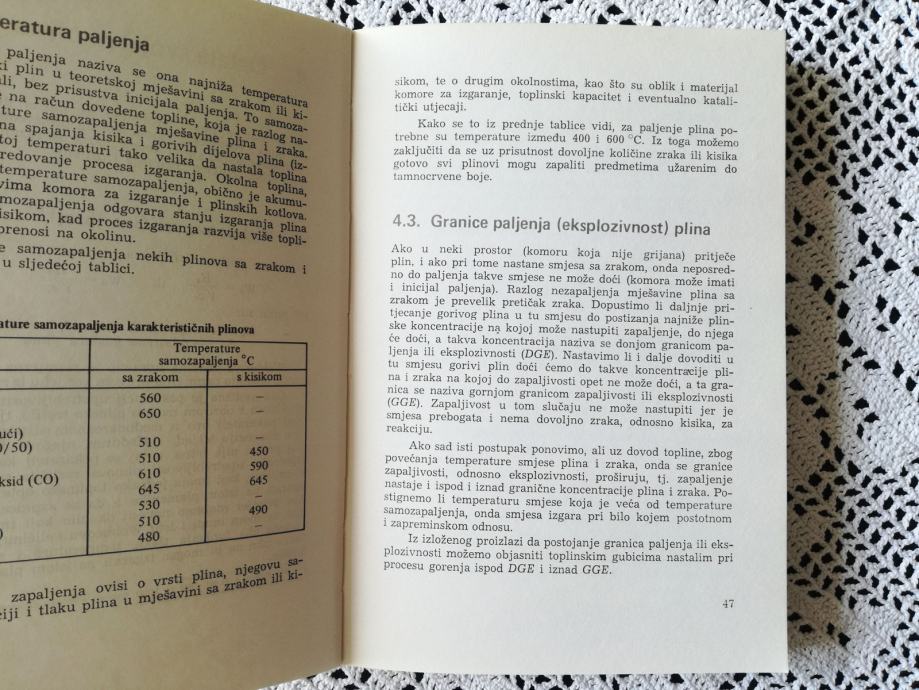 eratura paljenja
paljenja naziva se ona najniža temperatura
ki plin u teoretskoj mješavini sa zrakom ili ki-
ali, bez prisustva inicijala paljenja. To samoza-
e na račun dovedene topline, koja je razlog na-
ture samozapaljenja mješavine plina i zraka.
na spajanja kisika i gorivih dijelova plina (iz-
toj temperaturi tako velika da nastala toplina
redovanje procesa izgaranja. Okolna toplina,
temperature samozapaljenja, obično je akumu-
vima komora za izgaranje i plinskih kotlova.
mozapaljenja odgovara stanju izgaranja plina
isikom, kad proces izgaranja razvija više topli-
prenosi na okolinu.
e samozapaljenja nekih plinova sa zrakom i
u sljedećoj tablici.
ature samozapaljenja karakterističnih plinova
Temperature
samozapaljenja °C
sa zrakom s kisikom
560 —
650 —
ući)
510 —
0/50) 510 450
610 590
ksid (CO) 645 645
530 —
510 490
) 480 —
zapaljenja ovisi o vrsti plina, njegovu sa-
ciji i tlaku plina u mješavini sa zrakom ili ki-
sikom, te o drugim okolnostima, kao što su oblik i materijal
komore za izgaranje, toplinski kapacitet i eventualno katali-
tički utjecaji.
Kako se to iz prednje tablice vidi, za paljenje plina po-
trebne su temperature između 400 i 600 °C. Iz toga možemo
zaključiti da se uz prisutnost dovoljne količine zraka ili kisika
gotovo svi plinovi mogu zapaliti predmetima užarenim do
tamnocrvene boje.
4.3. Granice paljenja (eksplozivnost) plina
Ako u neki prostor (komoru koja nije grijana) pritječe
plin, i ako pri tome nastane smjesa sa zrakom, onda neposred-
no do paljenja takve smjese ne može doći (komora može imati
i inicijal paljenja). Razlog nezapaljenja mješavine plina sa
zrakom je prevelik pretičak zraka. Dopustimo li daljnje pri-
tjecanje gorivog plina u tu smjesu do postizanja najniže plin-
ske koncentracije na kojoj može nastupiti zapaljenje, do njega
će doći, a takva koncentracija naziva se donjom granicom pa-
ljenja ili eksplozivnosti (DGE). Nastavimo li i dalje dovoditi u
tu smjesu gorivi plin doći ćemo do takve koncentracije pli-
na i zraka na kojoj do zapaljivosti opet ne može doći, a ta gra-
nica se naziva gornjom granicom zapaljivosti ili eksplozivnosti
(GGE). Zapaljivost u tom slučaju ne može nastupiti jer je
smjesa prebogata i nema dovoljno zraka, odnosno kisika, za
reakciju.
Ako sad isti postupak ponovimo, ali uz dovod topline, zbog
povećanja temperature smjese plina i zraka, onda se granice
zapaljivosti, odnosno eksplozivnosti, proširuju, tj. zapaljenje
nastaje i ispod i iznad granične koncentracije plina i zraka. Po-
stignemo li temperaturu smjese koja je veća od temperature
samozapaljenja, onda smjesa izgara pri bilo kojem postotnom
i zapreminskom odnosu.
Iz izloženog proizlazi da postojanje granica paljenja ili eks-
plozivnosti možemo objasniti toplinskim gubicima nastalim pri
procesu gorenja ispod DGE i iznad GGE.
47